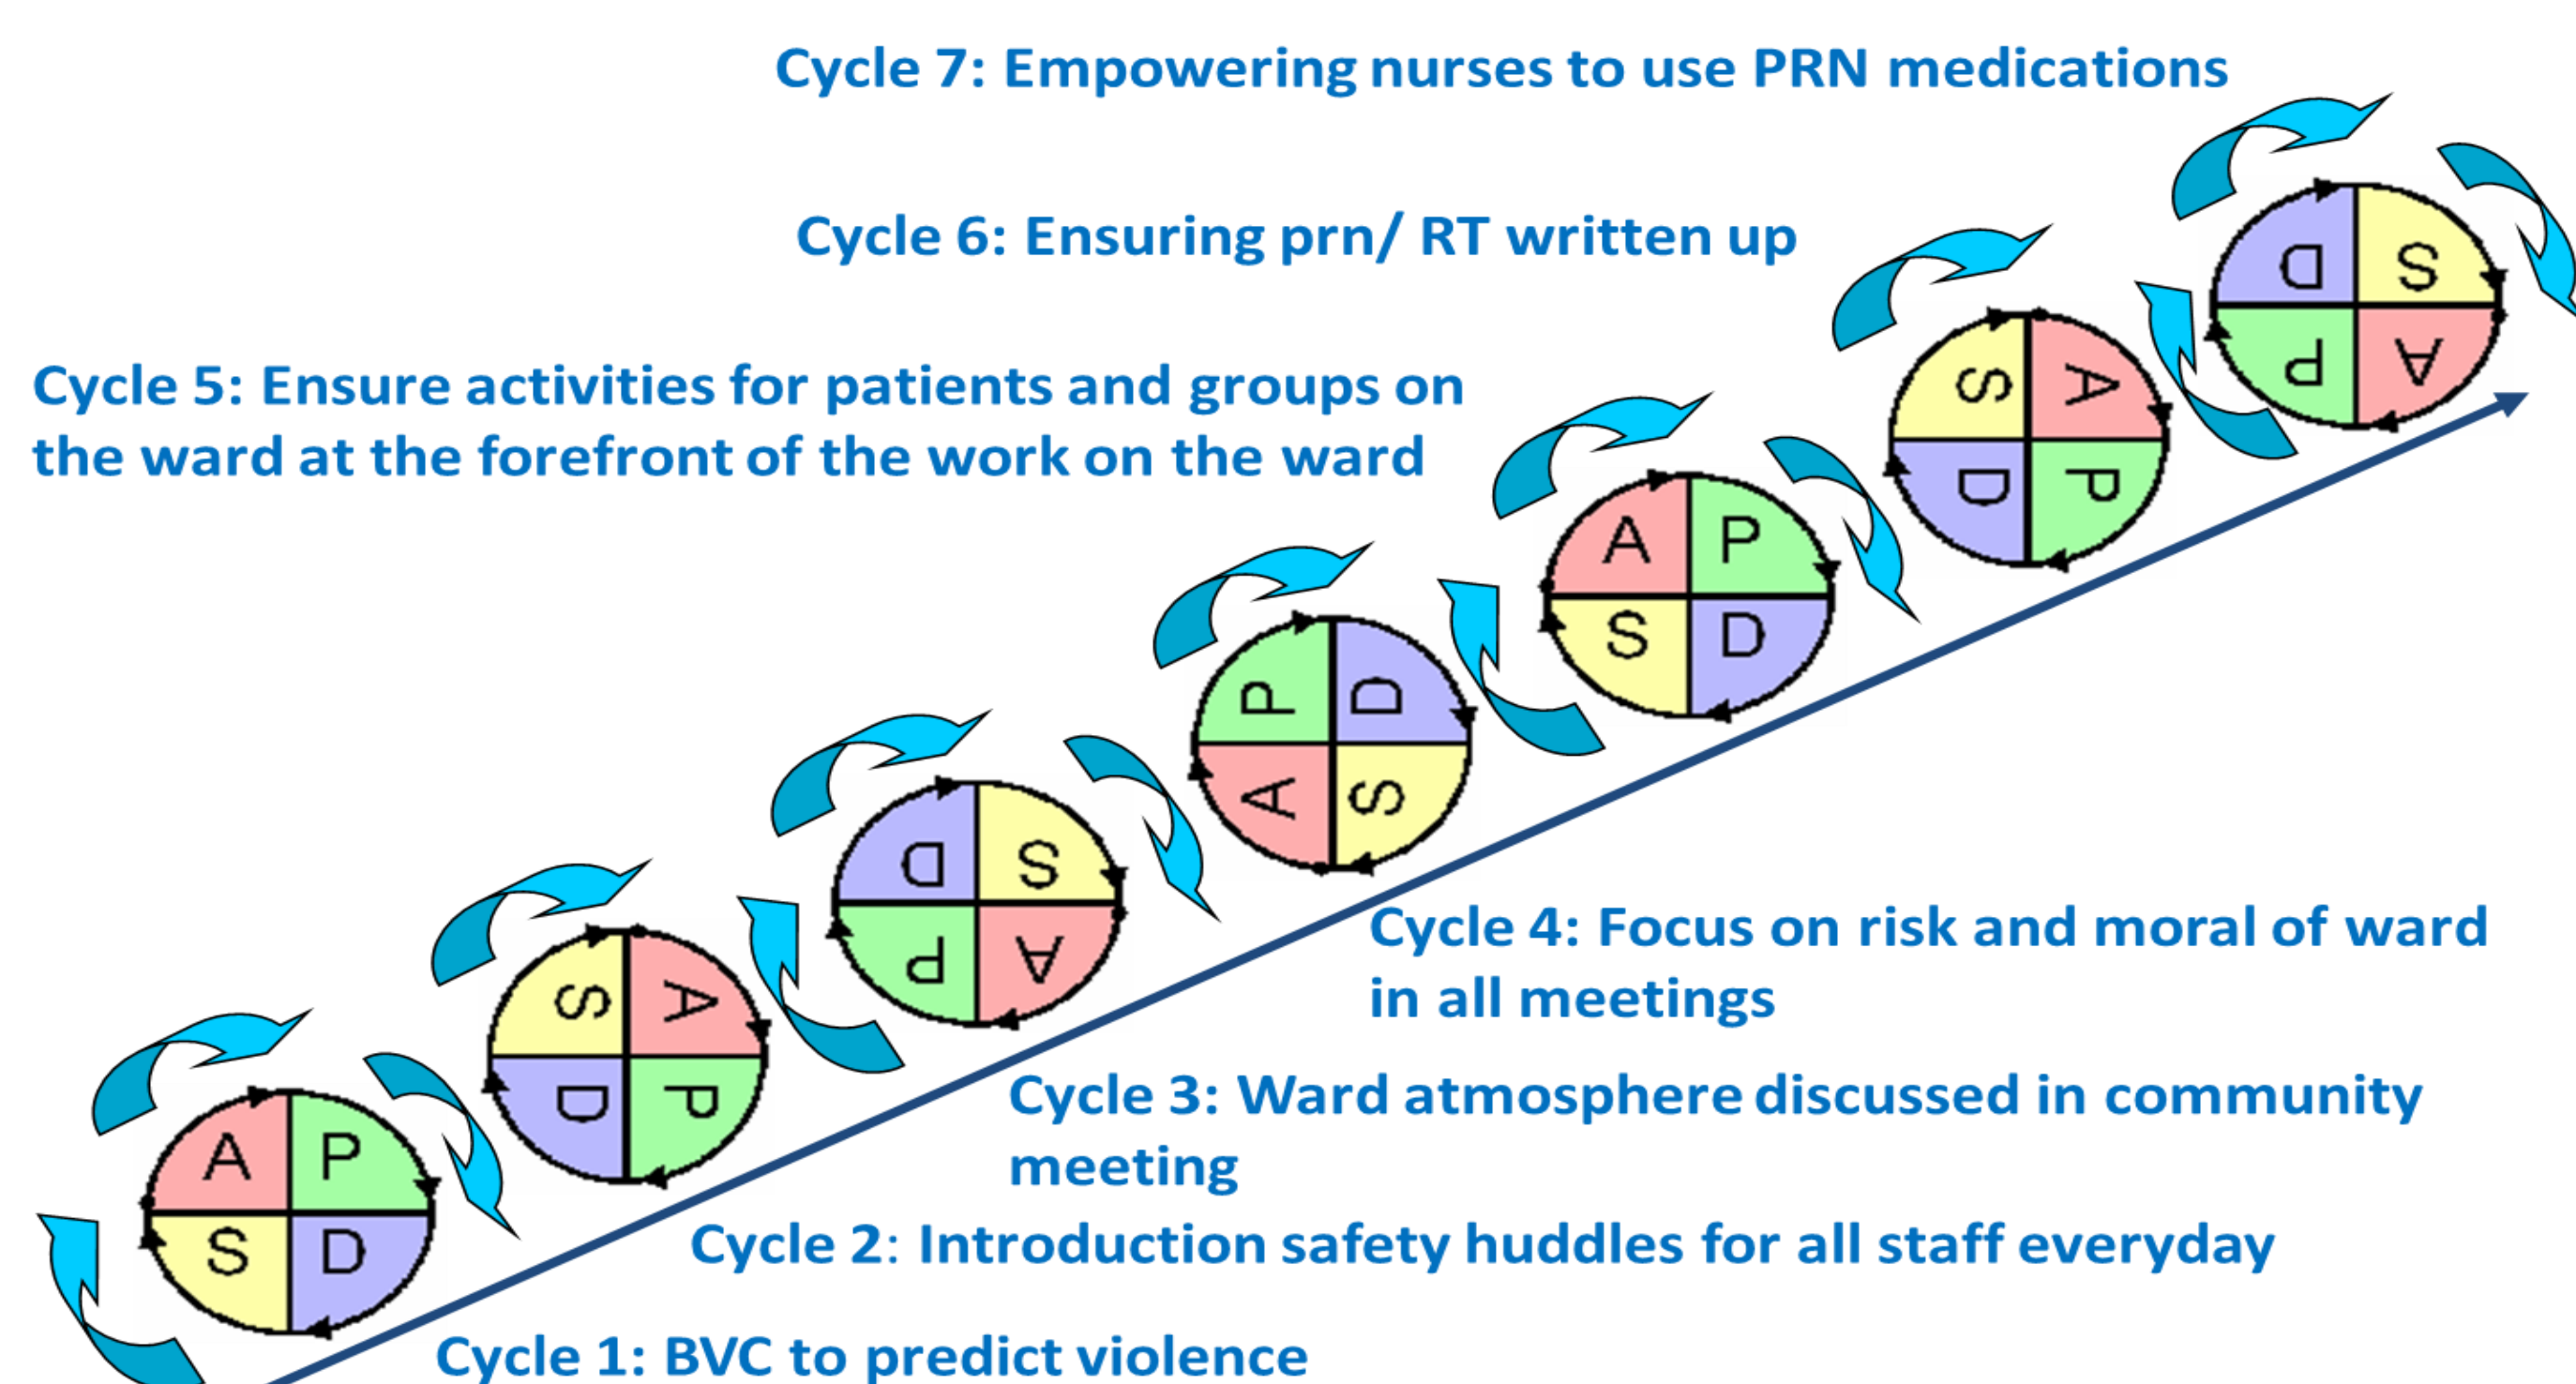 Cycle 7: Empowering nurses to use PRN medications
Cycle 6: Ensuring prn/ RT written up
Cycle 5: Ensure activities for patients and groups on
the ward at the forefront of the work on the ward
D S
P A
S A
D P
A P
S D
P D
A S
D S
P A
S A
D P
A P
S D
Cycle 4: Focus on risk and moral of ward
in all meetings
Cycle 3: Ward atmosphere discussed in community
meeting
Cycle 2: Introduction safety huddles for all staff everyday
Cycle 1: BVC to predict violence